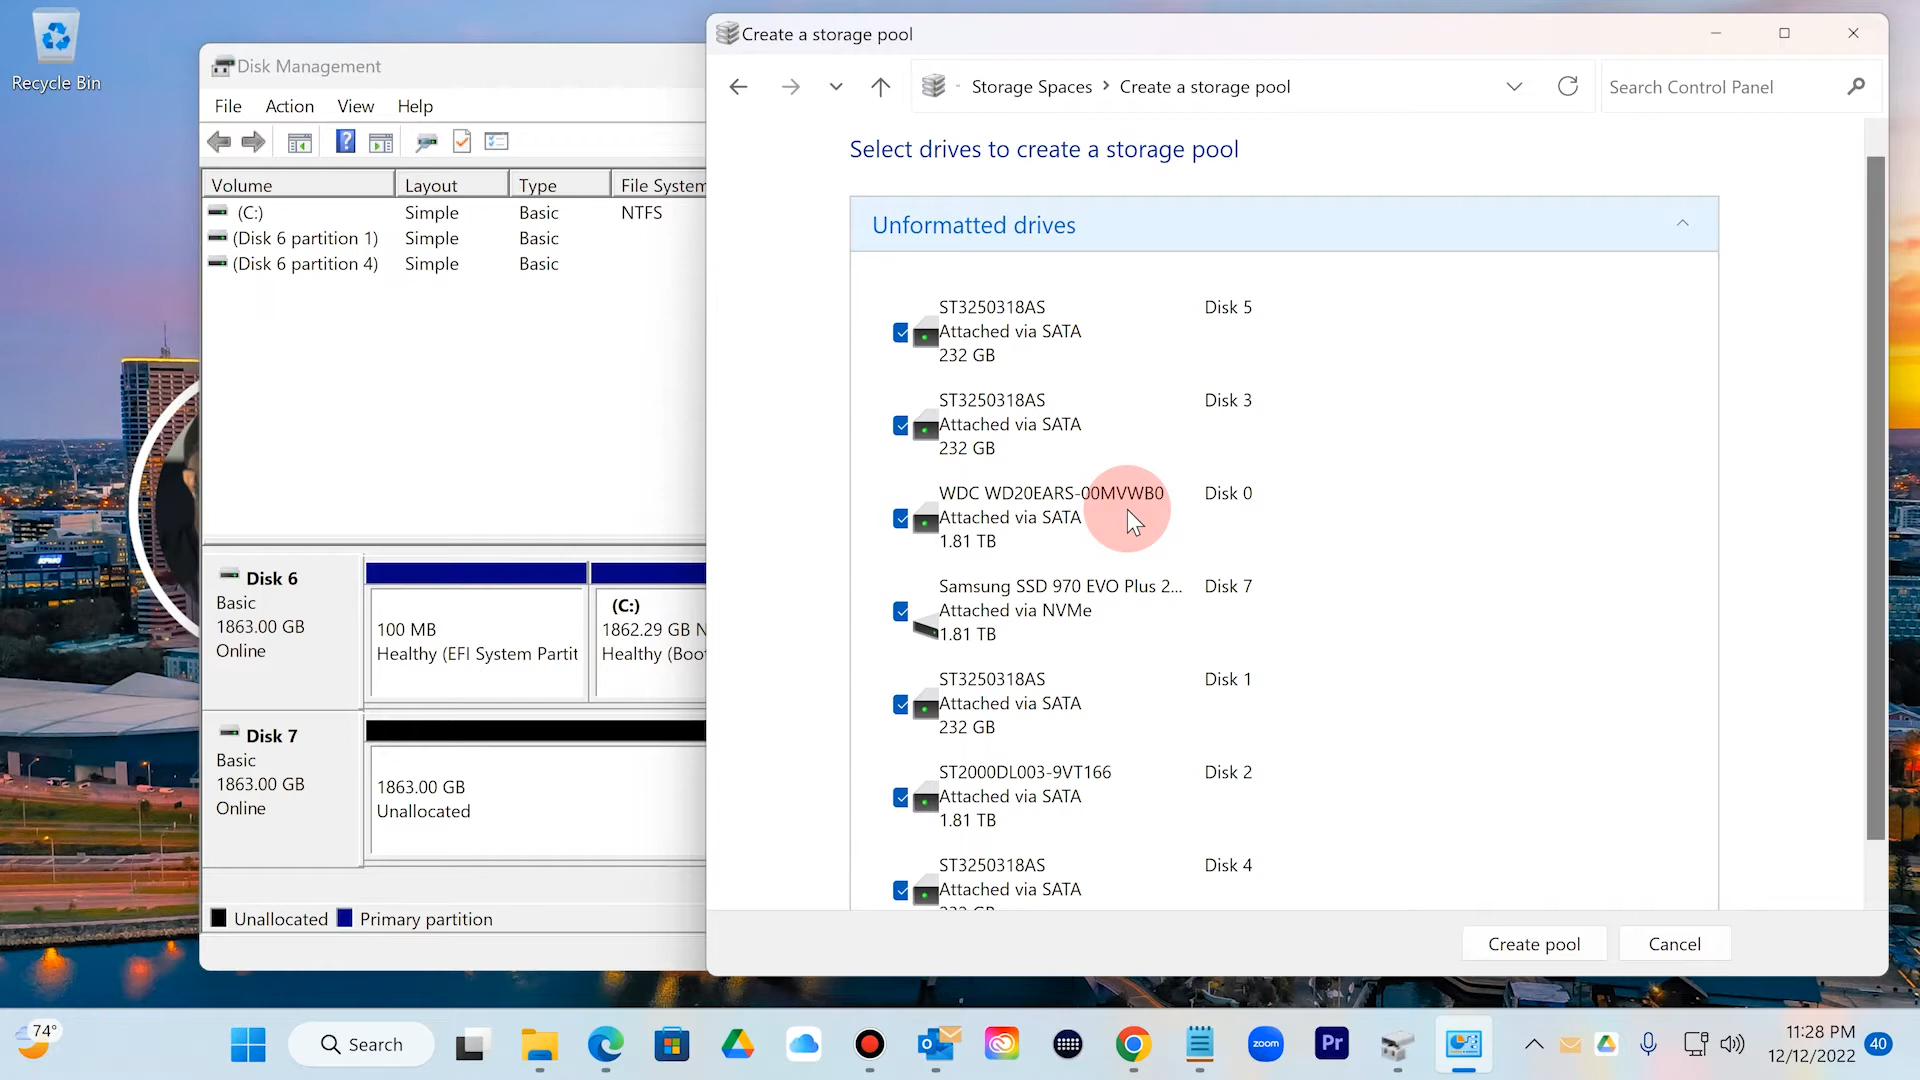 Recycle Bin
Disk Management
File Action View Help
Volume Layout Type File System
(C:) Simple Basic NTFS
(Disk 6 partition 1) Simple Basic
(Disk 6 partition 4) Simple Basic
Disk 6
Basic
1863.00 GB
Online
100 MB
Healthy (EFI System Partit
(C:)
1862.29 GB N
Healthy (Boo
Disk 7
Basic
1863.00 GB
Online
1863.00 GB
Unallocated
Unallocated Primary partition
Create a storage pool
Storage Spaces > Create a storage pool
Search Control Panel
Select drives to create a storage pool
Unformatted drives
ST3250318AS Disk 5
Attached via SATA
232 GB
ST3250318AS Disk 3
Attached via SATA
232 GB
WDC WD20EARS-00MVWB0 Disk 0
Attached via SATA
1.81 TB
Samsung SSD 970 EVO Plus 2... Disk 7
Attached via NVMe
1.81 TB
ST3250318AS Disk 1
Attached via SATA
232 GB
ST2000DL003-9VT166 Disk 2
Attached via SATA
1.81 TB
ST3250318AS Disk 4
Attached via SATA
232 GB
Create pool Cancel
74°
Search
zoom
Pr
11:28 PM
12/12/2022
40